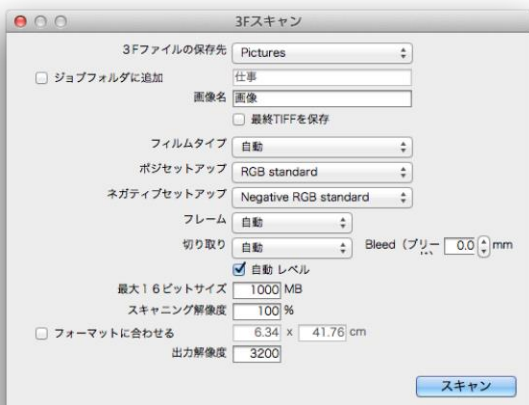 3Fスキャン
3Fファイルの保存先 Pictures
ジョブフォルダに追加 仕事
画像名 画像
最終TIFFを保存
フィルムタイプ 自動
ポジセットアップ RGB standard
ネガティブセットアップ Negative RGB standard
フレーム 自動
切り取り 自動 Bleed（ブリー 0.0 mm
自動 レベル
最大16ビットサイズ 1000 MB
スキャニング解像度 100 %
フォーマットに合わせる 6.34 x 41.76 cm
出力解像度 3200
スキャン